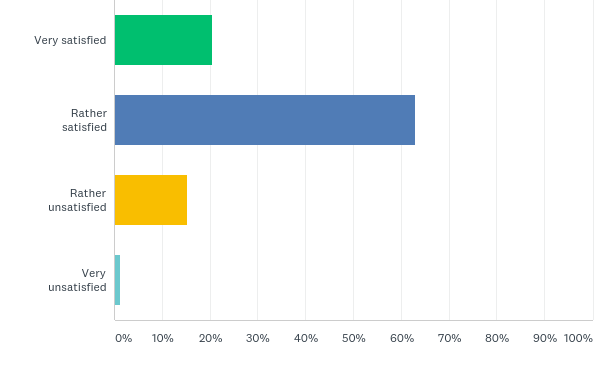 Very satisfied
Rather
satisfied
Rather
unsatisfied
Very
unsatisfied
0% 10% 20% 30% 40% 50% 60% 70% 80% 90% 100%